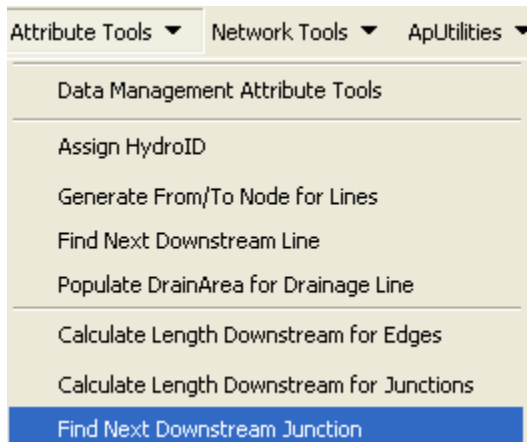 Attribute Tools Network Tools ApUtilities
Data Management Attribute Tools
Assign HydroID
Generate From/To Node for Lines
Find Next Downstream Line
Populate DrainArea for Drainage Line
Calculate Length Downstream for Edges
Calculate Length Downstream for Junctions
Find Next Downstream Junction